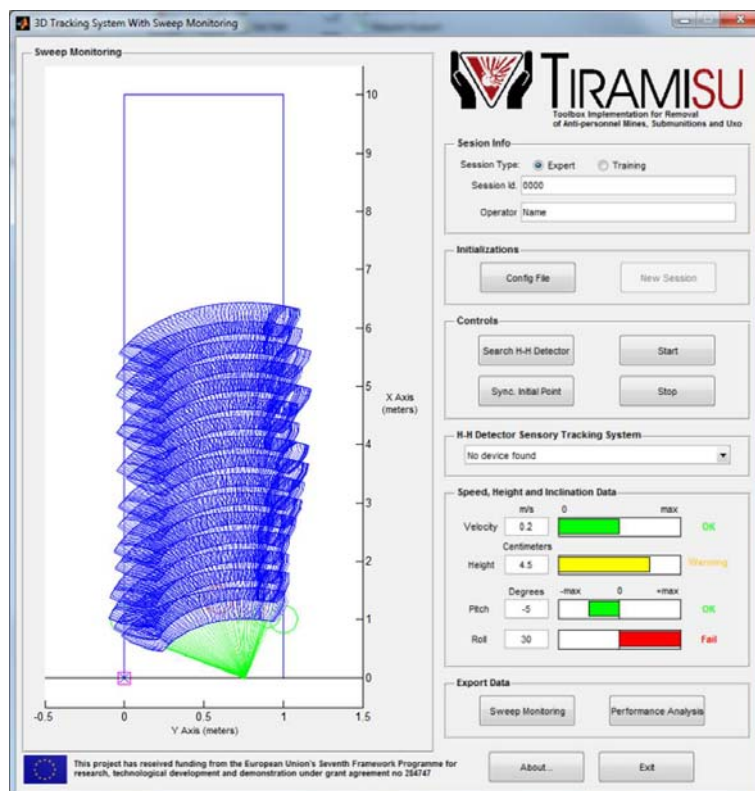 3D Tracking System With Sweep Monitoring
Sweep Monitoring
10
9
8
7
6
5
4
3
2
1
0
X Axis
(meters)
-0.5
0
0.5
1
1.5
Y Axis (meters)
TIRAMISU
Toolbox Implementation for Removal
of Anti-personnel Mines, Submunitions and Uxo
Sesion Info
Session Type:
Expert
Training
Session Id.
0000
Operator
Name
Initializations
Config File
New Session
Controls
Search H-H Detector
Start
Sync. Initial Point
Stop
H-H Detector Sensory Tracking System
No device found
Speed, Height and Inclination Data
m/s
0
max
Velocity
0.2
OK
Centimeters
Height
4.5
Warning
Degrees
-max
0
+max
Pitch
-5
OK
Roll
30
Fail
Export Data
Sweep Monitoring
Performance Analysis
This project has received funding from the European Union's Seventh Framework Programme for
research, technological development and demonstration under grant agreement no 284747
About...
Exit